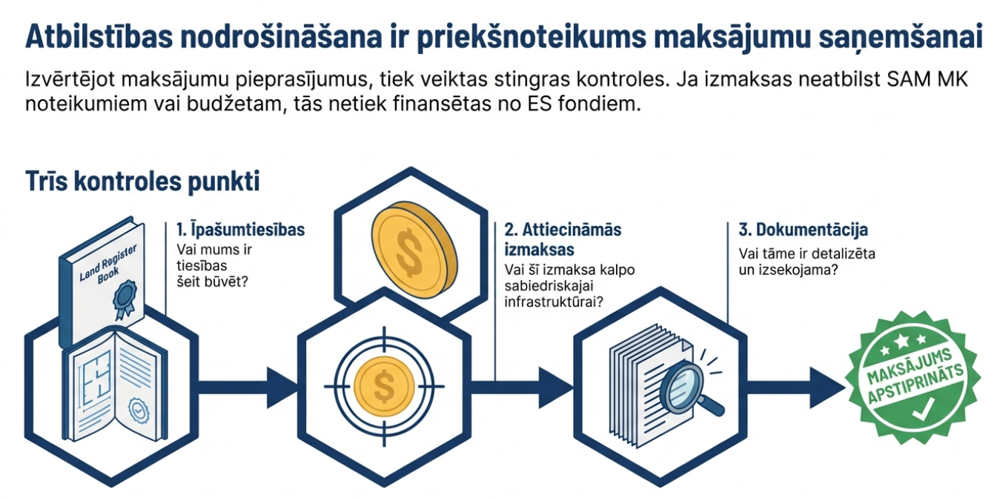 Atbilstības nodrošināšana ir priekšnoteikums maksājumu saņemšanai
Izvērtējot maksājumu pieprasījumus, tiek veiktas stingras kontroles. Ja izmaksas neatbilst SAM MK
noteikumiem vai budžetam, tās netiek finansētas no ES fondiem.
Trīs kontroles punkti
Land Register
Book
1. Īpašumtiesības
Vai mums ir
tiesības
šeit būvēt?
$
$
2. Attiecināmās
izmaksas
Vai šī izmaksa kalpo
sabiedriskajai
infrastruktūrai?
3. Dokumentācija
Vai tāme ir detalizēta
un izsekojama?
MAKSĀJUMS
APSTIPRINĀTS